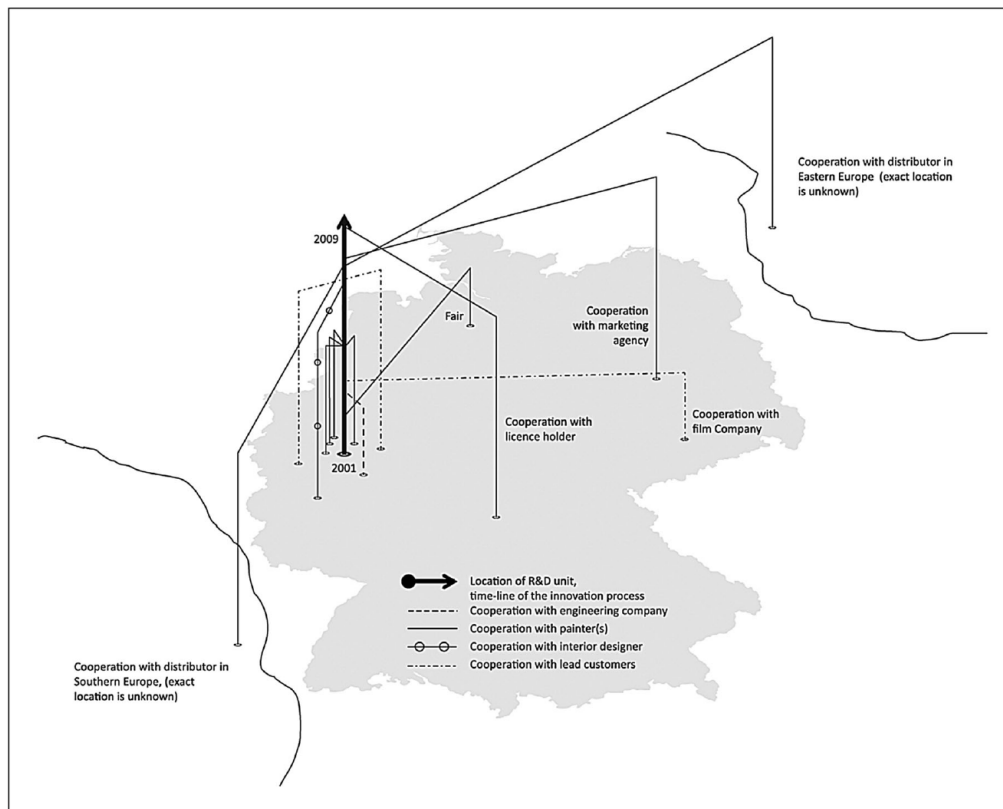 Cooperation with distributor in
Eastern Europe (exact location
is unknown)
2009
Fair
Cooperation
with marketing
agency
Cooperation with
licence holder
Cooperation with
film Company
2001
Location of R&D unit,
time-line of the innovation process
Cooperation with engineering company
Cooperation with painter(s)
Cooperation with interior designer
Cooperation with lead customers
Cooperation with distributor in
Southern Europe, (exact
location is unknown)